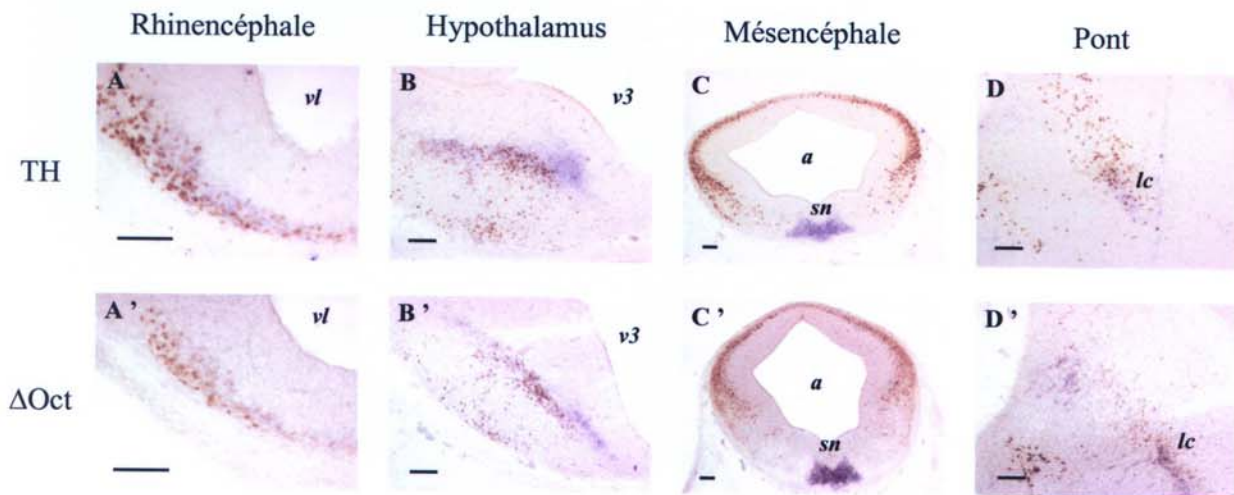 Rhinencéphale Hypothalamus Mésencéphale Pont
A vl B v3 C a sn D lc
TH
A' vl B' v3 C' a sn D' lc
ΔOct